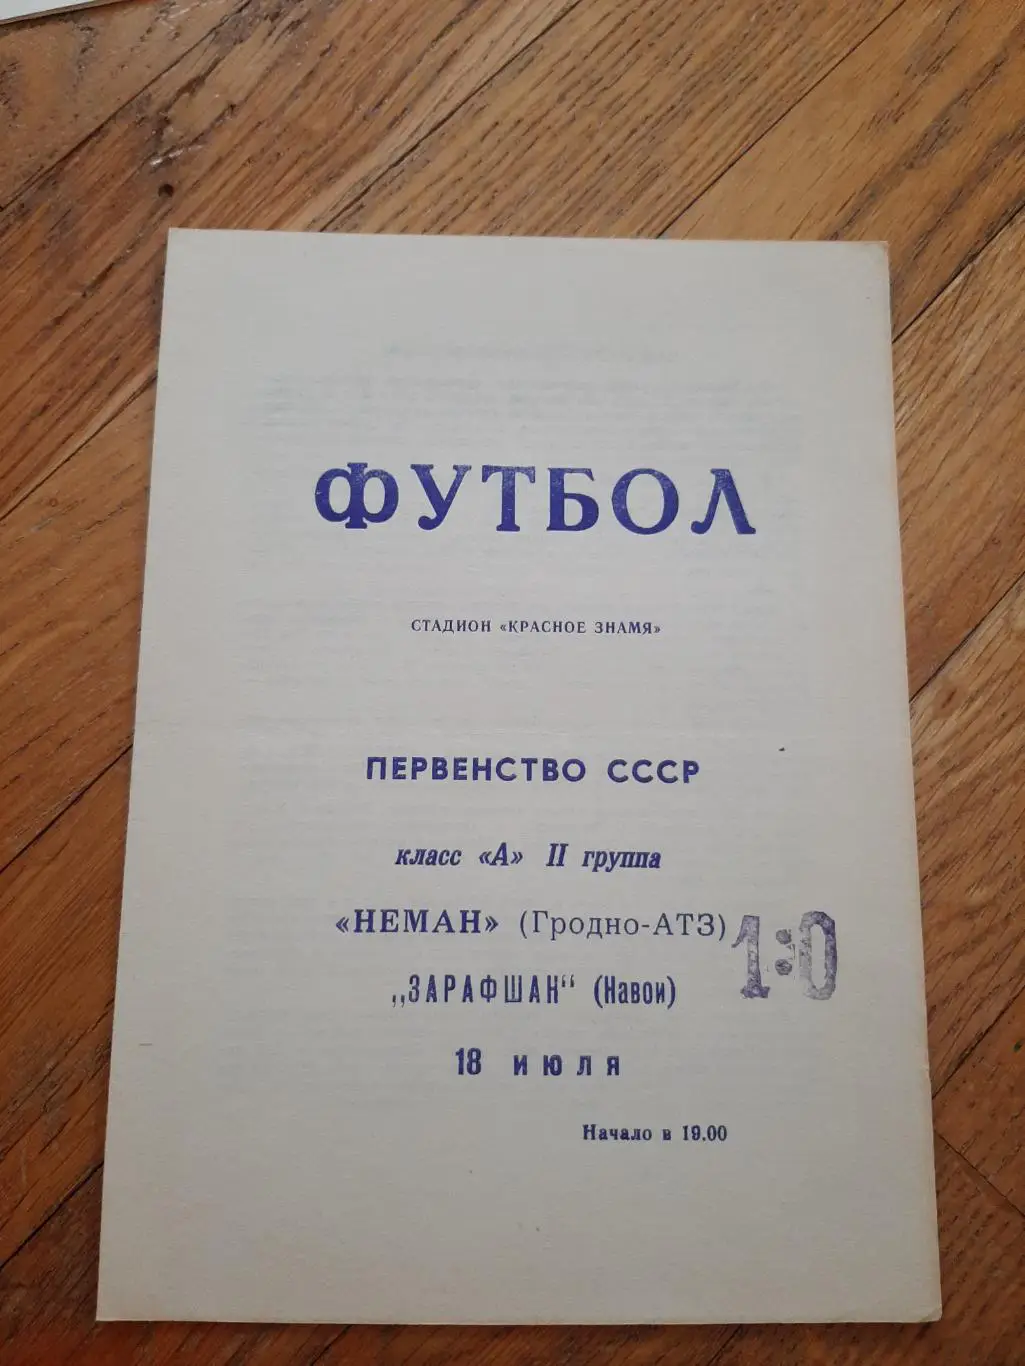 ФУТБОЛ
СТАДИОН «КРАСНОЕ ЗНАМЯ»
ПЕРВЕНСТВО СССР
класс «А» II группа
«НЕМАН» (Гродно-АТЗ)
1:0
„ЗАРАФШАН“ (Навои)
18 июля
Начало в 19.00